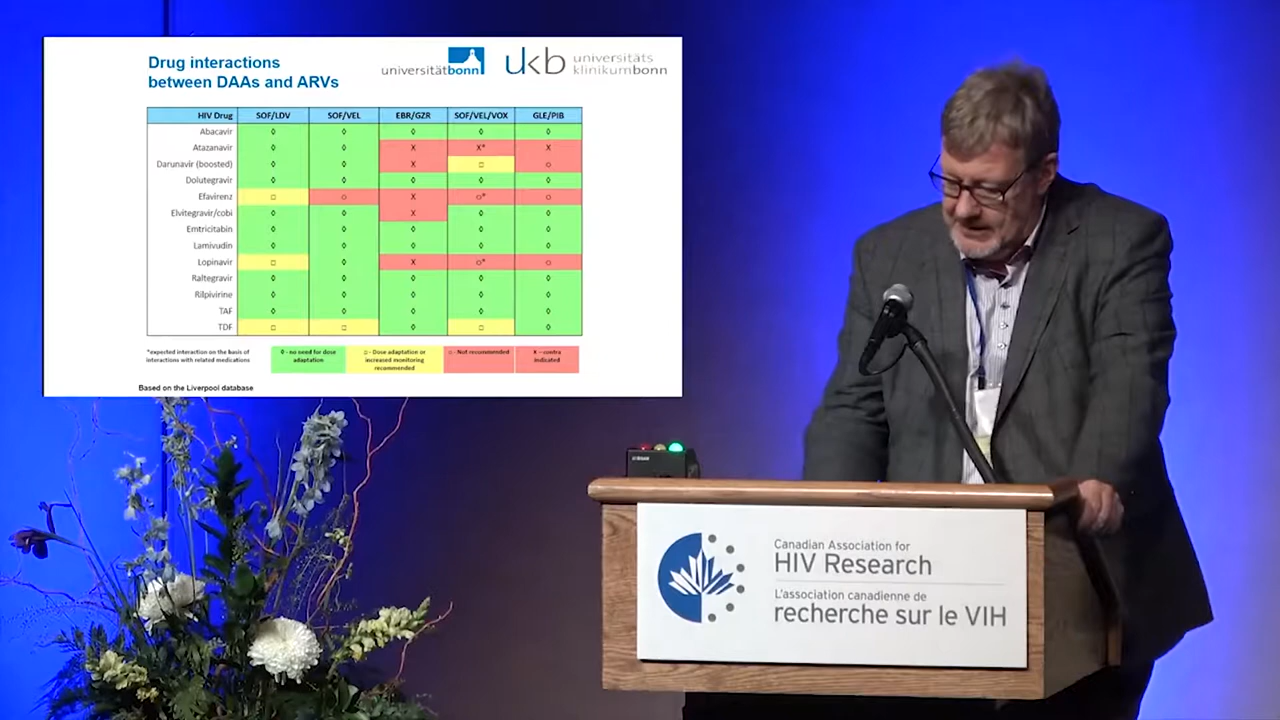 Drug interactions
between DAAs and ARVs
universitätbonn
ukb universitäts
klinikumbonn
HIV Drug SOF/LDV SOF/VEL EBR/GZR SOF/VEL/VOX GLE/PIB
Abacavir ◊ ◊ ◊ ◊ ◊
Atazanavir ◊ ◊ X X* X
Darunavir (boosted) ◊ ◊ X □ ○
Dolutegravir ◊ ◊ ◊ ◊ ◊
Efavirenz □ ○ X ○* ○
Elvitegravir/cobi ◊ ◊ X ◊ ◊
Emtricitabin ◊ ◊ ◊ ◊ ◊
Lamivudin ◊ ◊ ◊ ◊ ◊
Lopinavir □ ◊ X ○* ○
Raltegravir ◊ ◊ ◊ ◊ ◊
Rilpivirine ◊ ◊ ◊ ◊ ◊
TAF ◊ ◊ ◊ ◊ ◊
TDF □ □ ◊ □ ◊
*expected interaction on the basis of
interactions with related medications
◊ - no need for dose
adaptation
□ - Dose adaptation or
increased monitoring
recommended
○ - Not recommended
X - contra
indicated
Based on the Liverpool database
Canadian Association for
HIV Research
L'association canadienne de
recherche sur le VIH